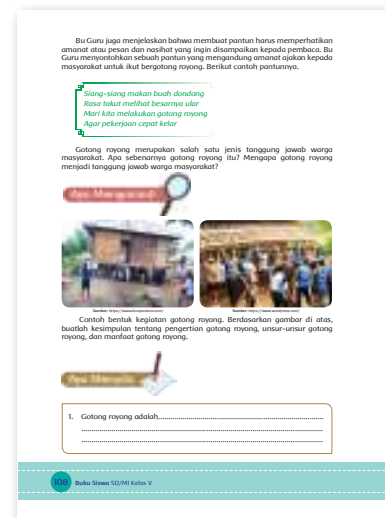 Bu Guru juga menjelaskan bahwa membuat pantun harus memperhatikan
amanat atau pesan dan nasihat yang ingin disampaikan kepada pembaca. Bu
Guru menyontohkan sebuah pantun yang mengandung amanat ajakan kepada
masyarakat untuk ikut bergotong royong. Berikut contoh pantunnya.
Siang-siang makan buah dondong
Rasa takut melihat besarnya ular
Mari kita melakukan gotong royong
Agar pekerjaan cepat kelar
Gotong royong merupakan salah satu jenis tanggung jawab warga
masyarakat. Apa sebenarnya gotong royong itu? Mengapa gotong royong
menjadi tanggung jawab warga masyarakat?
Ayo Mengamati
Contoh bentuk kegiatan gotong royong. Berdasarkan gambar di atas,
buatlah kesimpulan tentang pengertian gotong royong, unsur-unsur gotong
royong, dan manfaat gotong royong.
Ayo Menulis
1. Gotong royong adalah
108 Buku Siswa SD/MI Kelas V